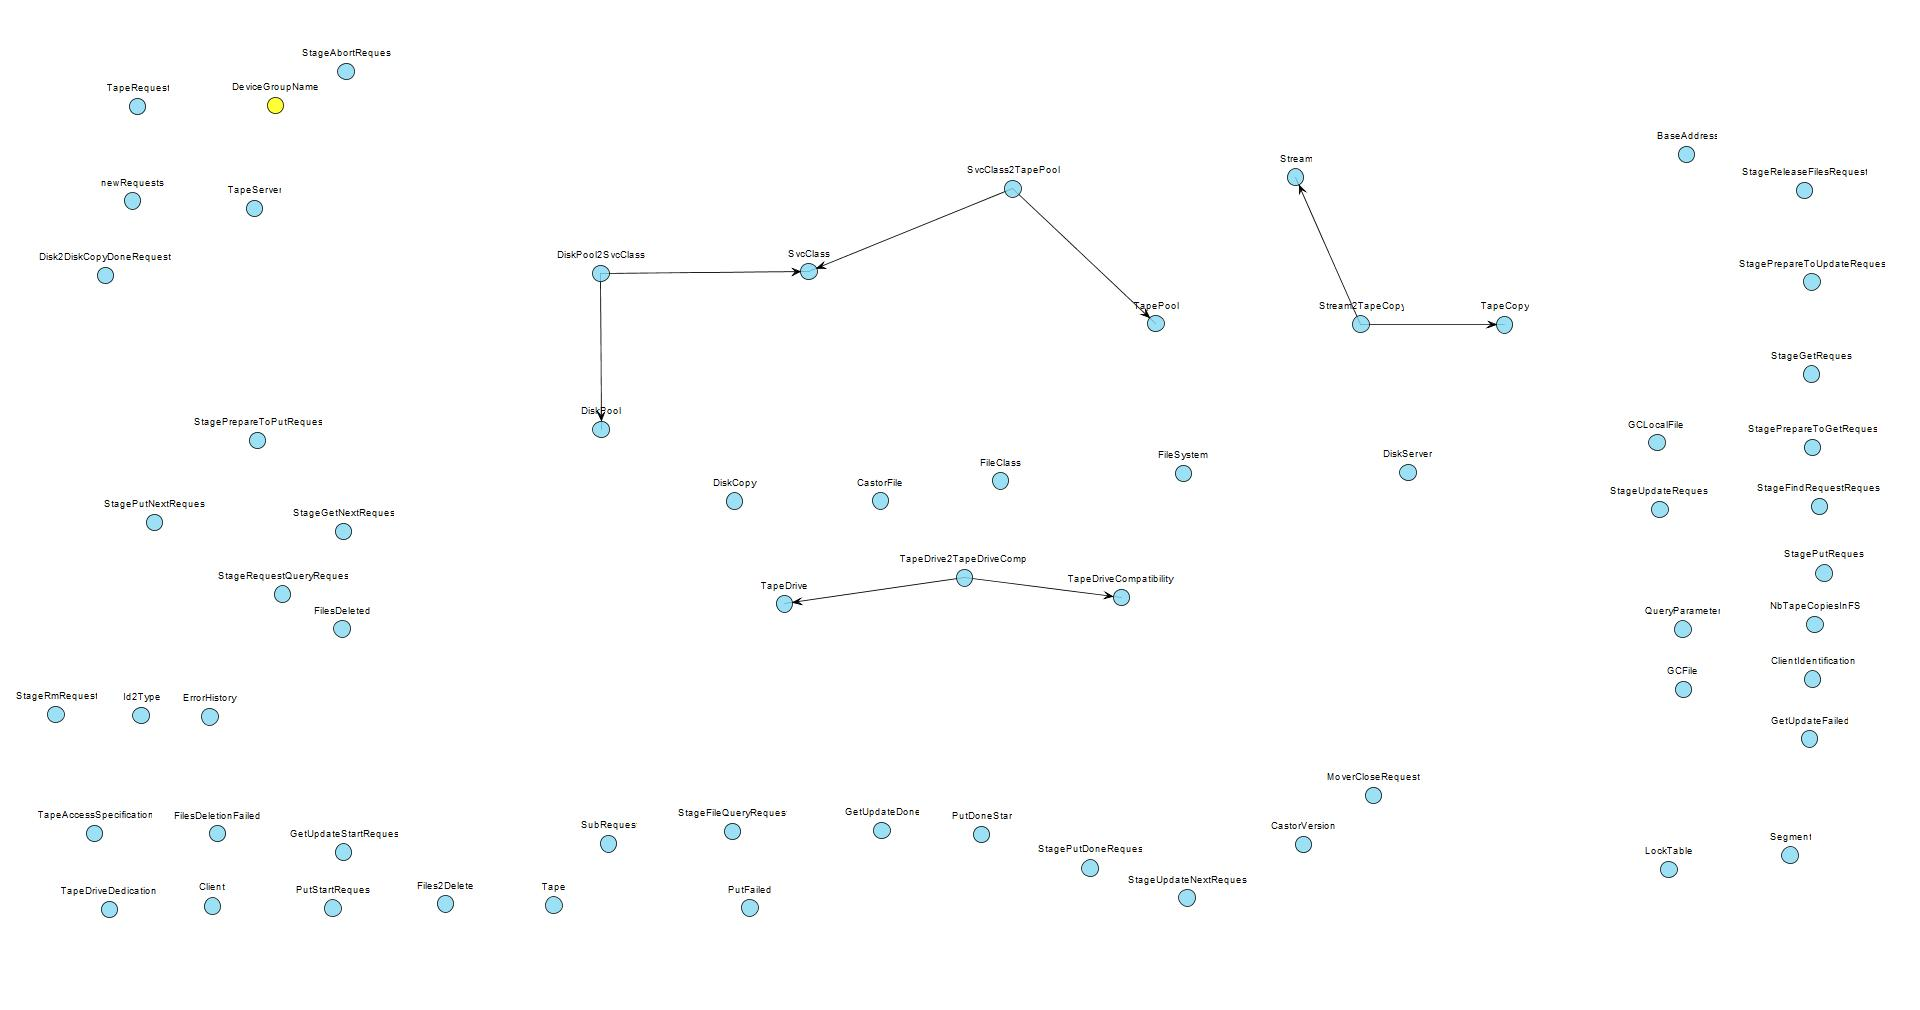 StageAbortReques
TapeRequest
DeviceGroupName
BaseAddress
Stream
SvcClass2TapePool
StageReleaseFilesRequest
newRequests
TapeServer
Disk2DiskCopyDoneRequest
DiskPool2SvcClass
SvcClass
StagePrepareToUpdateReques
TapePool
Stream2TapeCopy
TapeCopy
StageGetReques
DiskPool
StagePrepareToPutReques
GCLocalFile
StagePrepareToGetReques
FileClass
FileSystem
DiskServer
DiskCopy
CastorFile
StageUpdateReques
StageFindRequestReques
StagePutNextReques
StageGetNextReques
StagePutReques
TapeDrive2TapeDriveComp
StageRequestQueryReques
TapeDrive
TapeDriveCompatibility
FilesDeleted
QueryParameter
NbTapeCopiesInFS
ClientIdentification
GCFile
StageRmRequest
Id2Type
ErrorHistory
GetUpdateFailed
MoverCloseRequest
TapeAccessSpecification
FilesDeletionFailed
GetUpdateStartReques
SubReques
StageFileQueryReques
GetUpdateDone
PutDoneStar
CastorVersion
Segment
StagePutDoneReques
LockTable
TapeDriveDedication
Client
PutStartReques
Files2Delete
Tape
PutFailed
StageUpdateNextReques